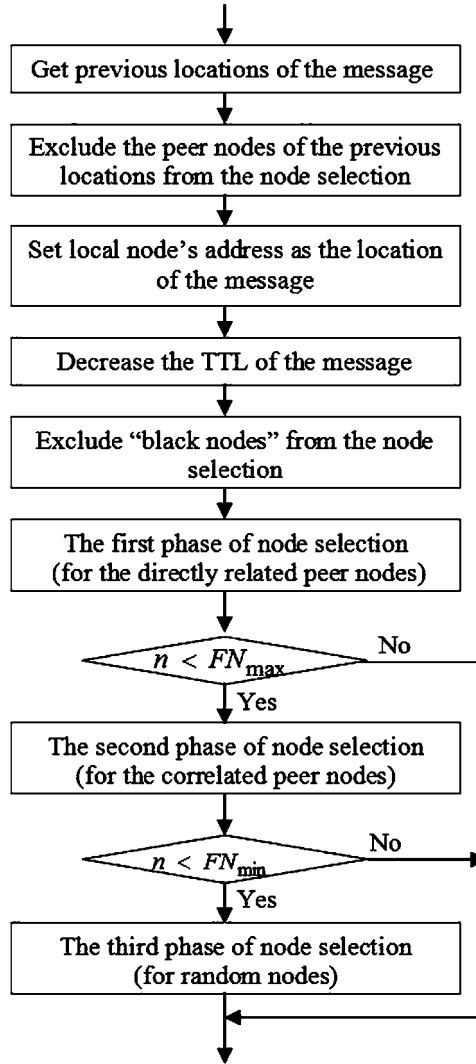 Get previous locations of the message
Exclude the peer nodes of the previous
locations from the node selection
Set local node's address as the location
of the message
Decrease the TTL of the message
Exclude “black nodes” from the node
selection
The first phase of node selection
(for the directly related peer nodes)
n < FN max
No
Yes
The second phase of node selection
(for the correlated peer nodes)
n < FN min
No
Yes
The third phase of node selection
(for random nodes)